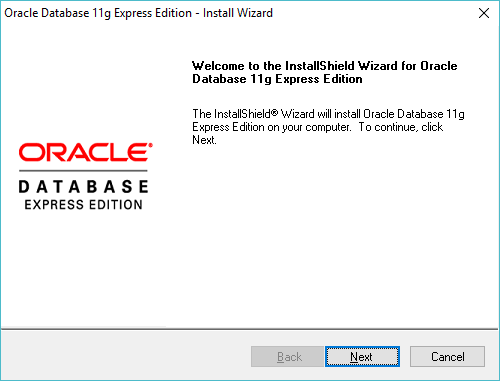 Oracle Database 11g Express Edition - Install Wizard
Welcome to the InstallShield Wizard for Oracle
Database 11g Express Edition
The InstallShield® Wizard will install Oracle Database 11g
Express Edition on your computer. To continue, click
Next.
ORACLE®
DATABASE
EXPRESS EDITION
Back
Next
Cancel